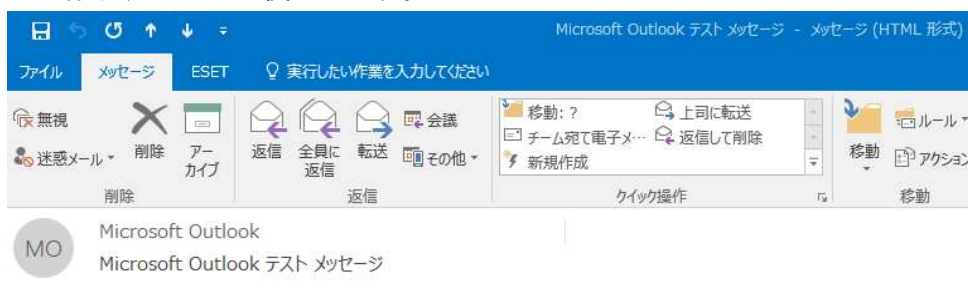 Microsoft Outlook テスト メッセージ - メッセージ (HTML 形式)
ファイル メッセージ ESET 実行したい作業を入力してください
無視
迷惑メール
削除
アー
カイブ
削除
返信
全員に
返信
転送
会議
その他
返信
移動: ?
上司に転送
チーム宛て電子メ…
返信して削除
新規作成
クイック操作
移動
ルール
アクション
移動
MO
Microsoft Outlook
Microsoft Outlook テスト メッセージ